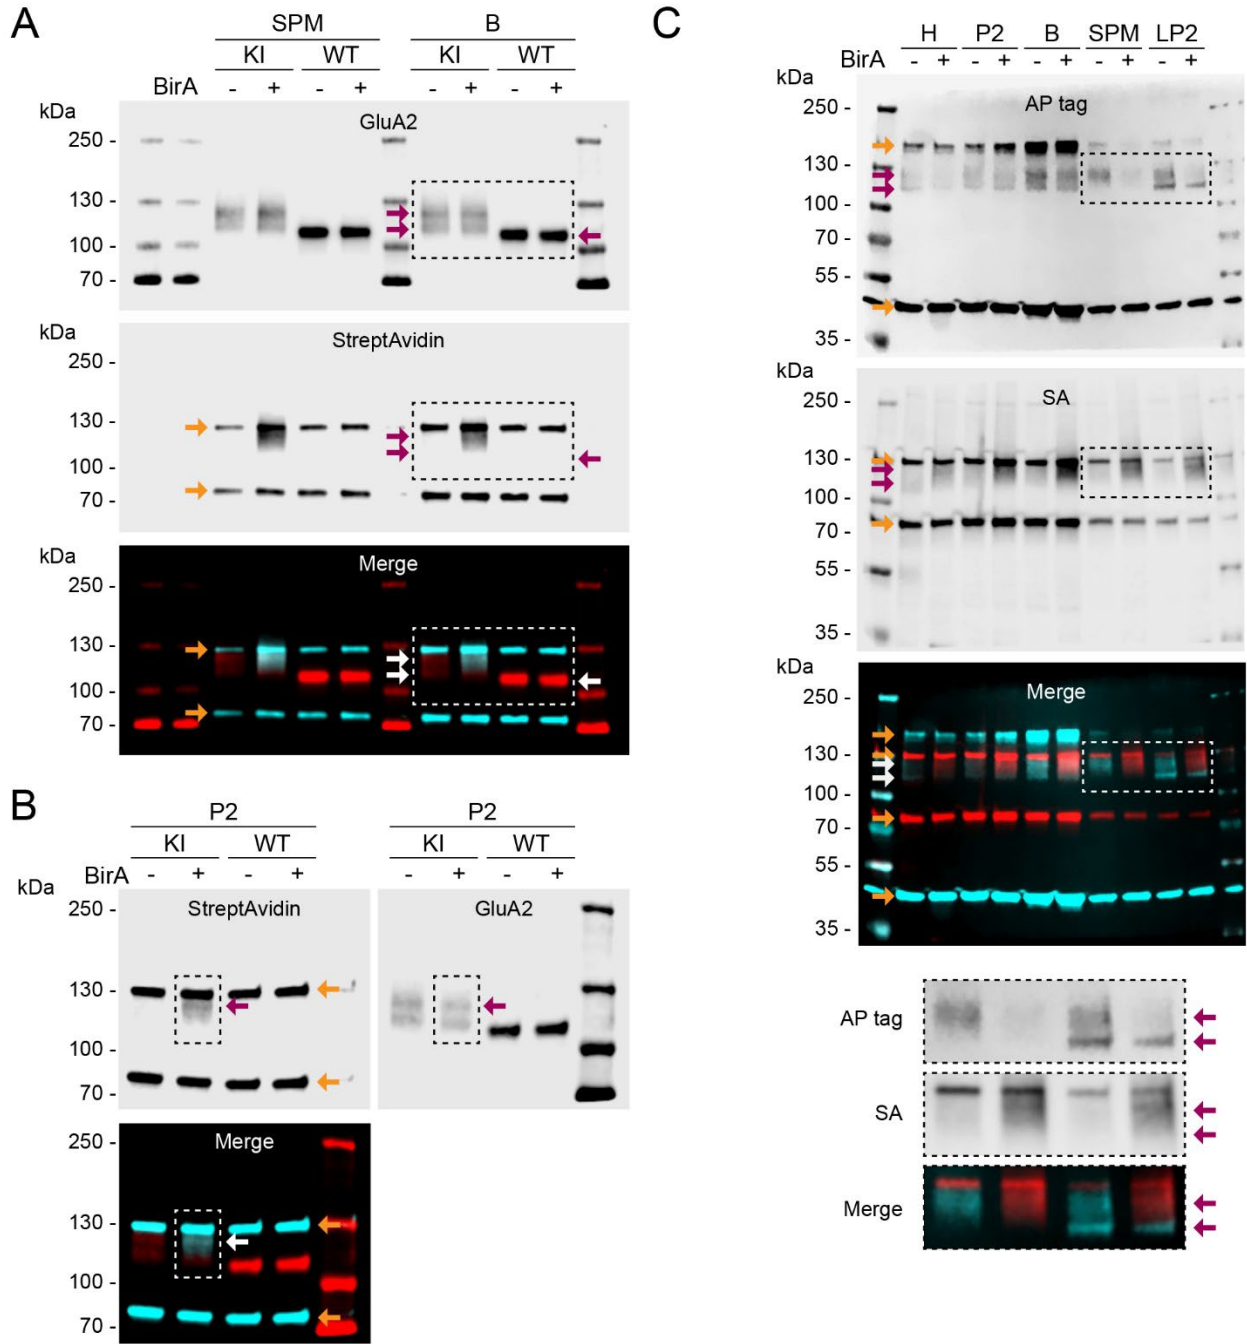 A
SPM B
KI WT KI WT
BirA - + - + - + - +
kDa
GluA2
250 -
130 -
100 -
70 -
kDa
StreptAvidin
250 -
130 -
100 -
70 -
kDa
Merge
250 -
130 -
100 -
70 -
B
P2
KI WT
BirA - + - +
kDa
StreptAvidin
250 -
130 -
100 -
70 -
P2
KI WT
- + - +
GluA2
Merge
250 -
130 -
100 -
70 -
C
H P2 B SPM LP2
BirA - + - + - + - + - +
kDa
AP tag
250 -
130 -
100 -
70 -
55 -
35 -
kDa
SA
250 -
130 -
100 -
70 -
55 -
35 -
kDa
Merge
250 -
130 -
100 -
70 -
55 -
35 -
AP tag
SA
Merge